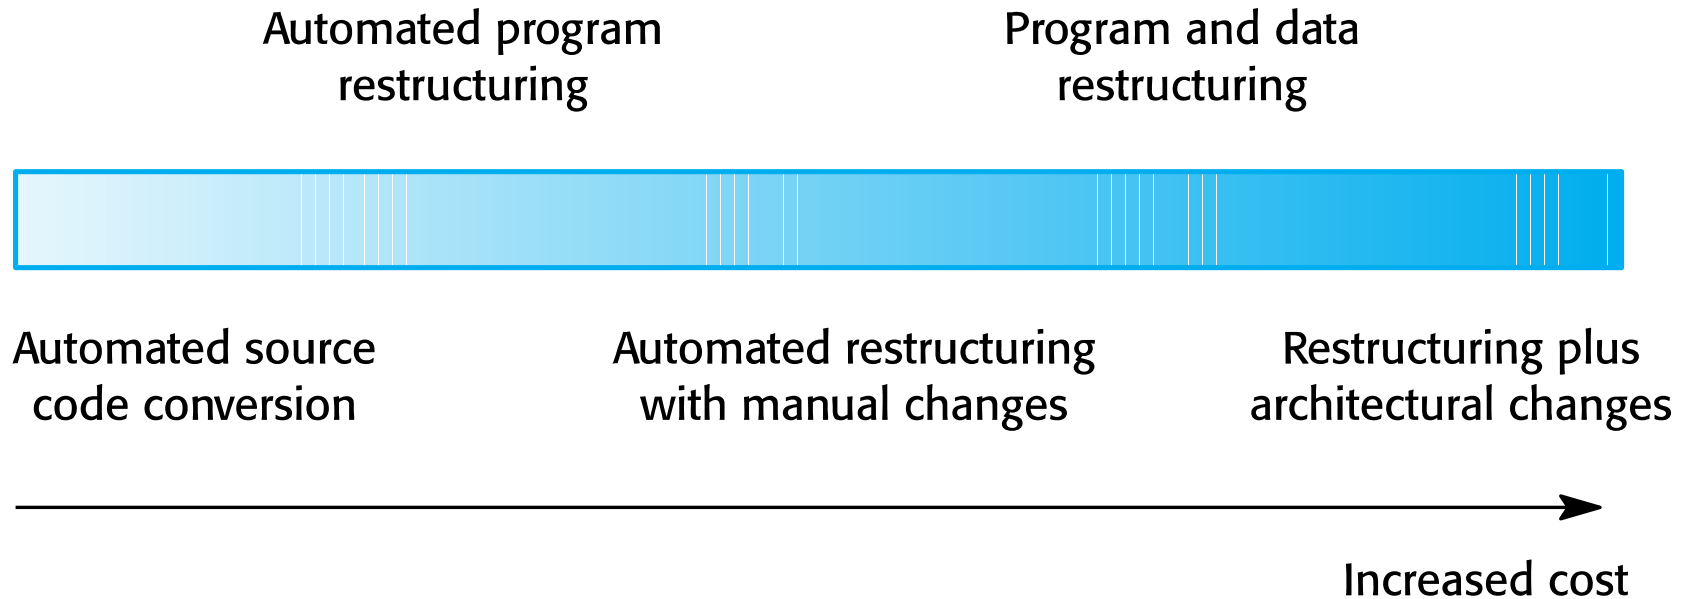 Automated program
restructuring
Program and data
restructuring
Automated source
code conversion
Automated restructuring
with manual changes
Restructuring plus
architectural changes
Increased cost